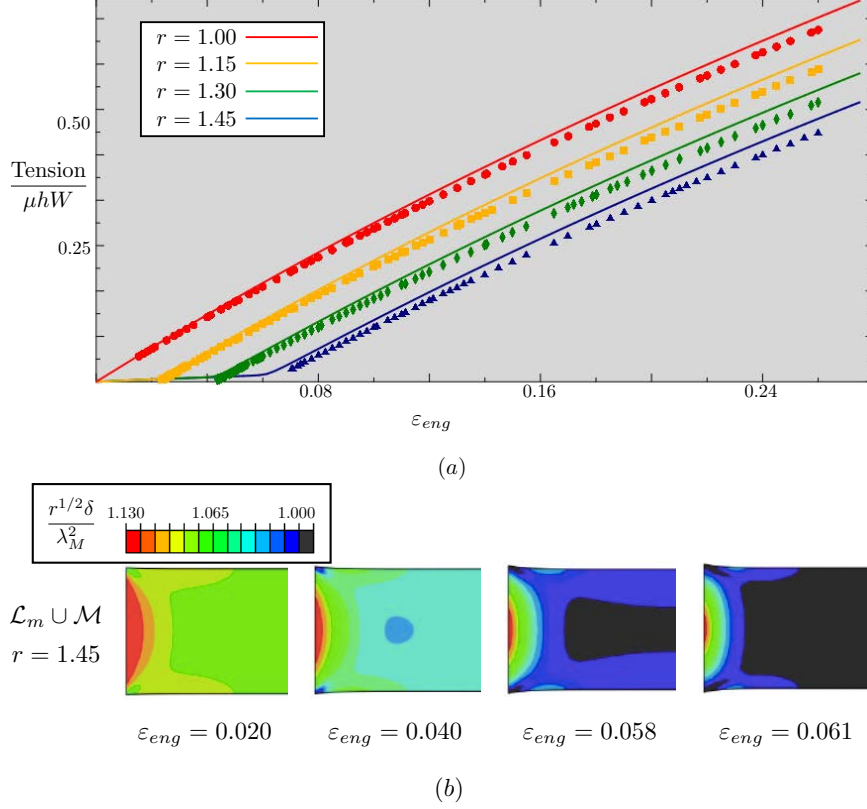 r = 1.00
r = 1.15
r = 1.30
r = 1.45
0.50
Tension
μhW
0.25
0.08
0.16
0.24
ε_eng
(a)
r^{1/2}δ
λ_M^2
1.130
1.065
1.000
ℒ_m ∪ ℳ
r = 1.45
ε_eng = 0.020
ε_eng = 0.040
ε_eng = 0.058
ε_eng = 0.061
(b)